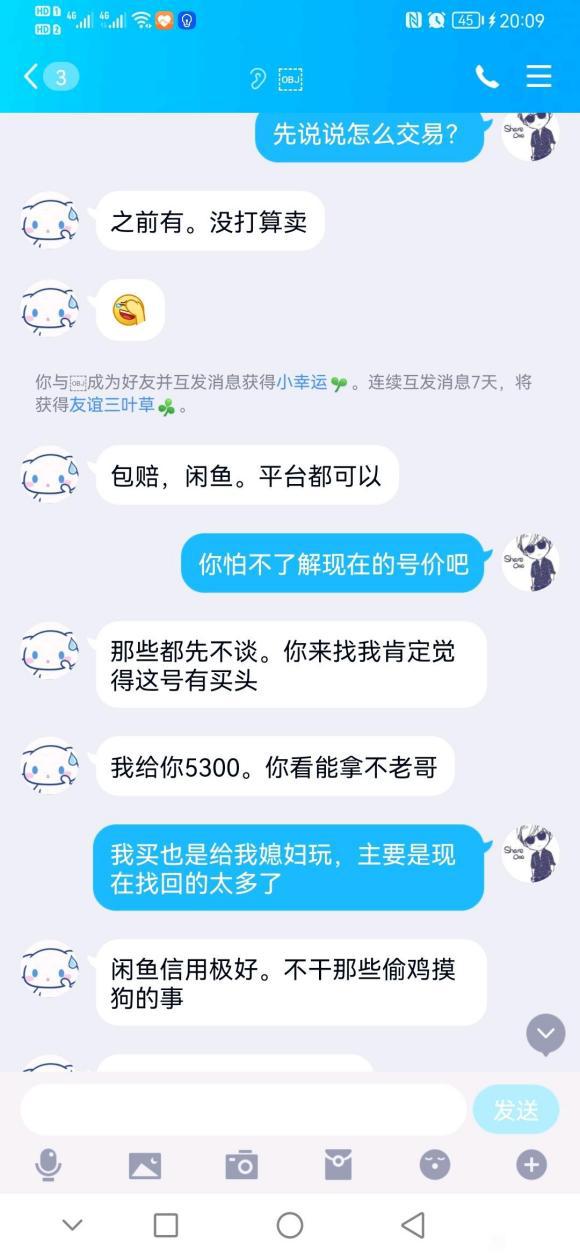 HD 1 4G 4G 45 20:09
HD 2
3 OBJ
先说说怎么交易？
Share One
之前有。没打算卖
你与OBJ成为好友并互发消息获得小幸运。连续互发消息7天，将
获得友谊三叶草。
包赔，闲鱼。平台都可以
你怕不了解现在的号价吧
Share One
那些都先不谈。你来找我肯定觉
得这号有买头
我给你5300。你看能拿不老哥
我买也是给我媳妇玩，主要是现
在找回的太多了
Share One
闲鱼信用极好。不干那些偷鸡摸
狗的事
发送